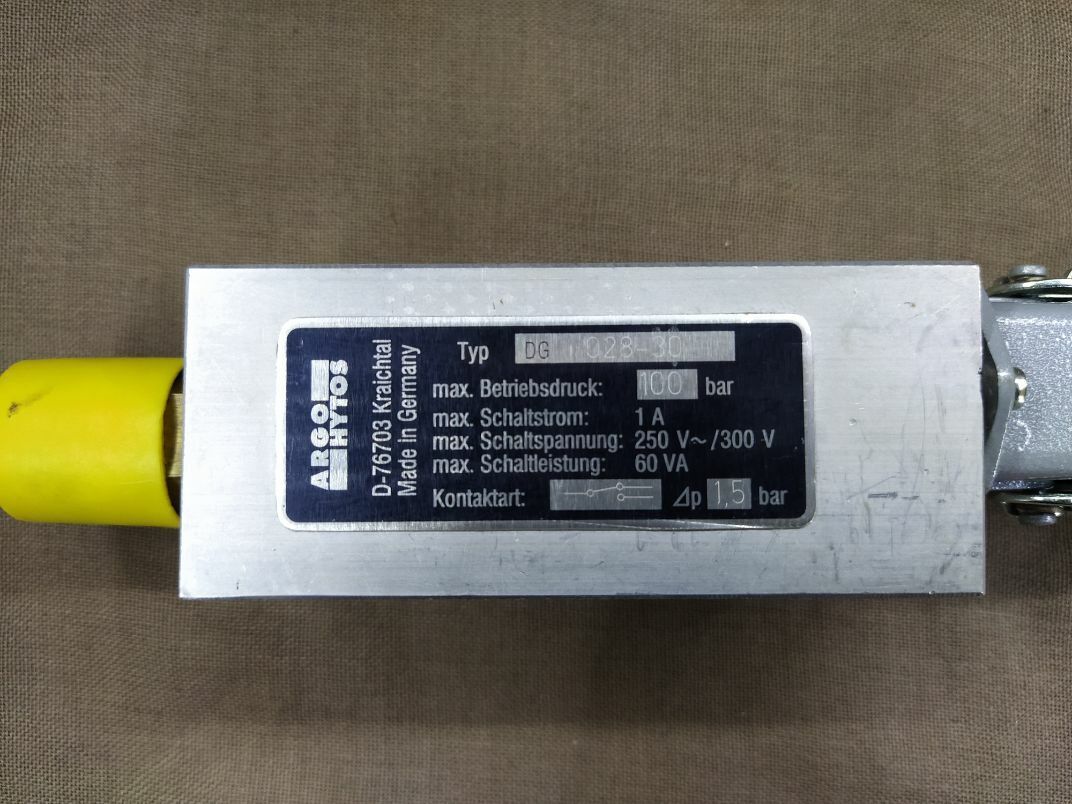 ARGO
HYTOS
D-76703 Kraichtal
Made in Germany
Typ DG 028-30
max. Betriebsdruck: 100 bar
max. Schaltstrom: 1 A
max. Schaltspannung: 250 V~/300 V
max. Schaltleistung: 60 VA
Kontaktart: Δp 1,5 bar